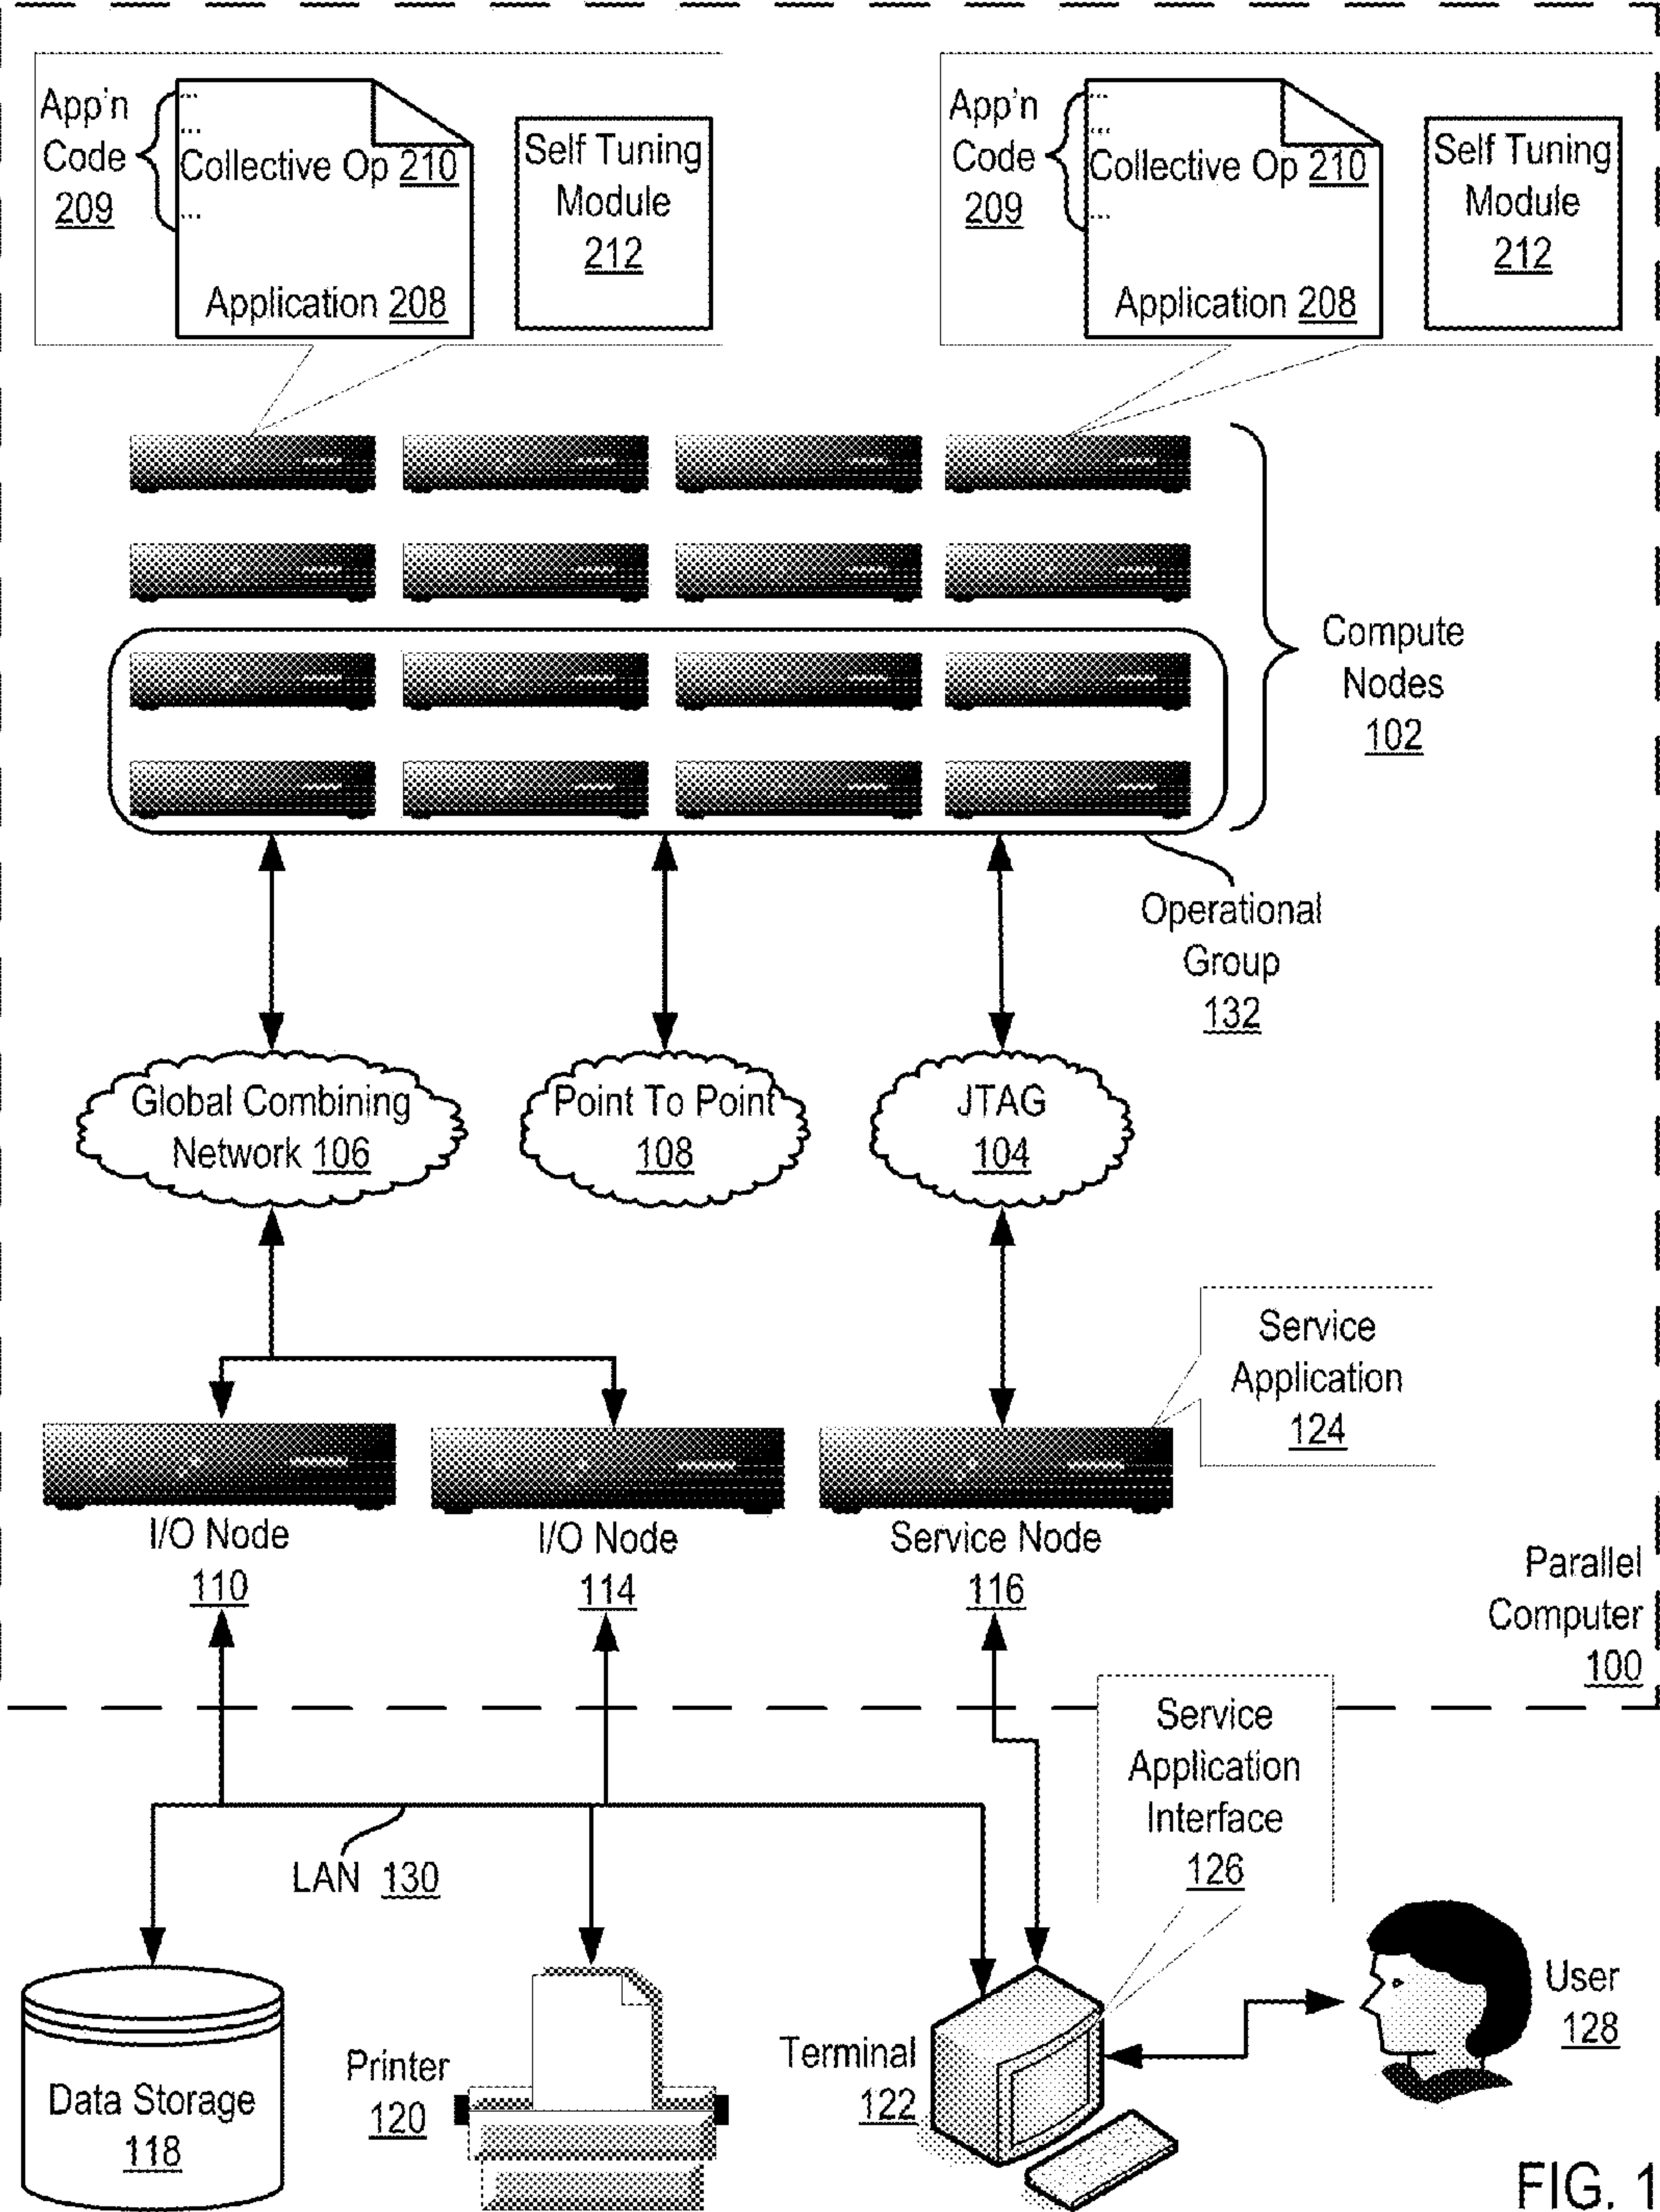 App'n
Code
209
...
...
Collective Op 210
...
Application 208
Self Tuning
Module
212
App'n
Code
209
...
...
Collective Op 210
...
Application 208
Self Tuning
Module
212
Compute
Nodes
102
Operational
Group
132
Global Combining
Network 106
Point To Point
108
JTAG
104
Service
Application
124
I/O Node
110
I/O Node
114
Service Node
116
Parallel
Computer
100
Service
Application
Interface
126
LAN 130
Data Storage
118
Printer
120
Terminal
122
User
128
FIG. 1